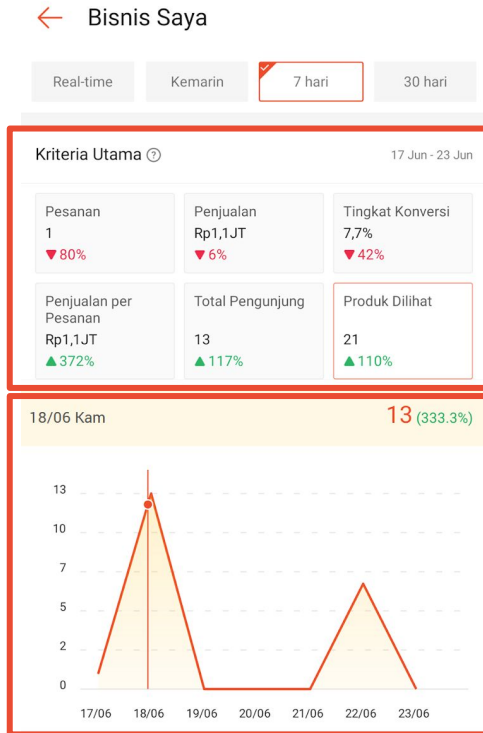 Bisnis Saya
Real-time Kemarin 7 hari 30 hari
Kriteria Utama ? 17 Jun - 23 Jun
Pesanan
1
▼80%
Penjualan
Rp1,1JT
▼6%
Tingkat Konversi
7,7%
▼42%
Penjualan per
Pesanan
Rp1,1JT
▲372%
Total Pengunjung
13
▲117%
Produk Dilihat
21
▲110%
18/06 Kam 13 (333.3%)
13
10
7
5
2
0
17/06 18/06 19/06 20/06 21/06 22/06 23/06